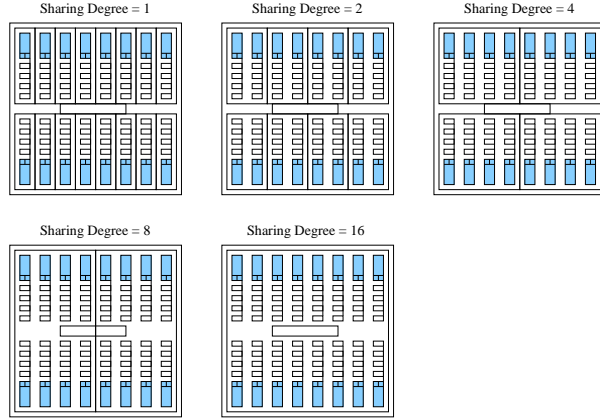 Sharing Degree = 1
Sharing Degree = 2
Sharing Degree = 4
Sharing Degree = 8
Sharing Degree = 16